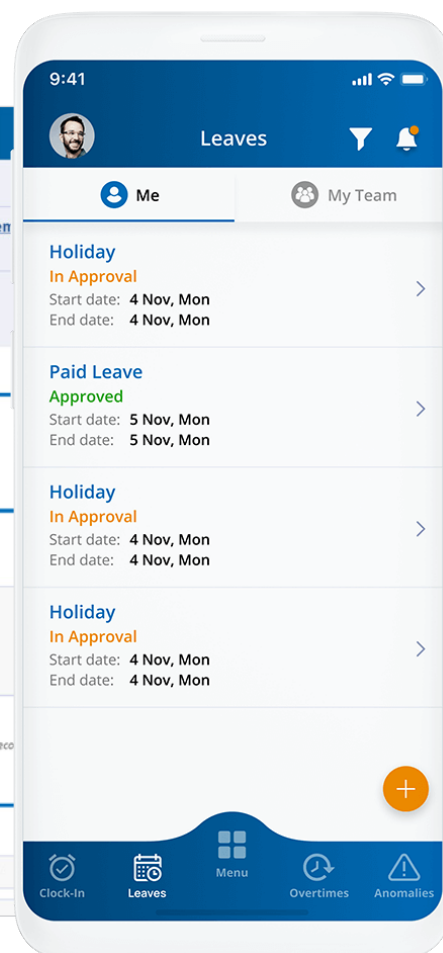 9:41
Leaves
Me
My Team
Holiday
In Approval
Start date: 4 Nov, Mon
End date: 4 Nov, Mon
Paid Leave
Approved
Start date: 5 Nov, Mon
End date: 5 Nov, Mon
Holiday
In Approval
Start date: 4 Nov, Mon
End date: 4 Nov, Mon
Holiday
In Approval
Start date: 4 Nov, Mon
End date: 4 Nov, Mon
Clock-In
Leaves
Menu
Overtimes
Anomalies